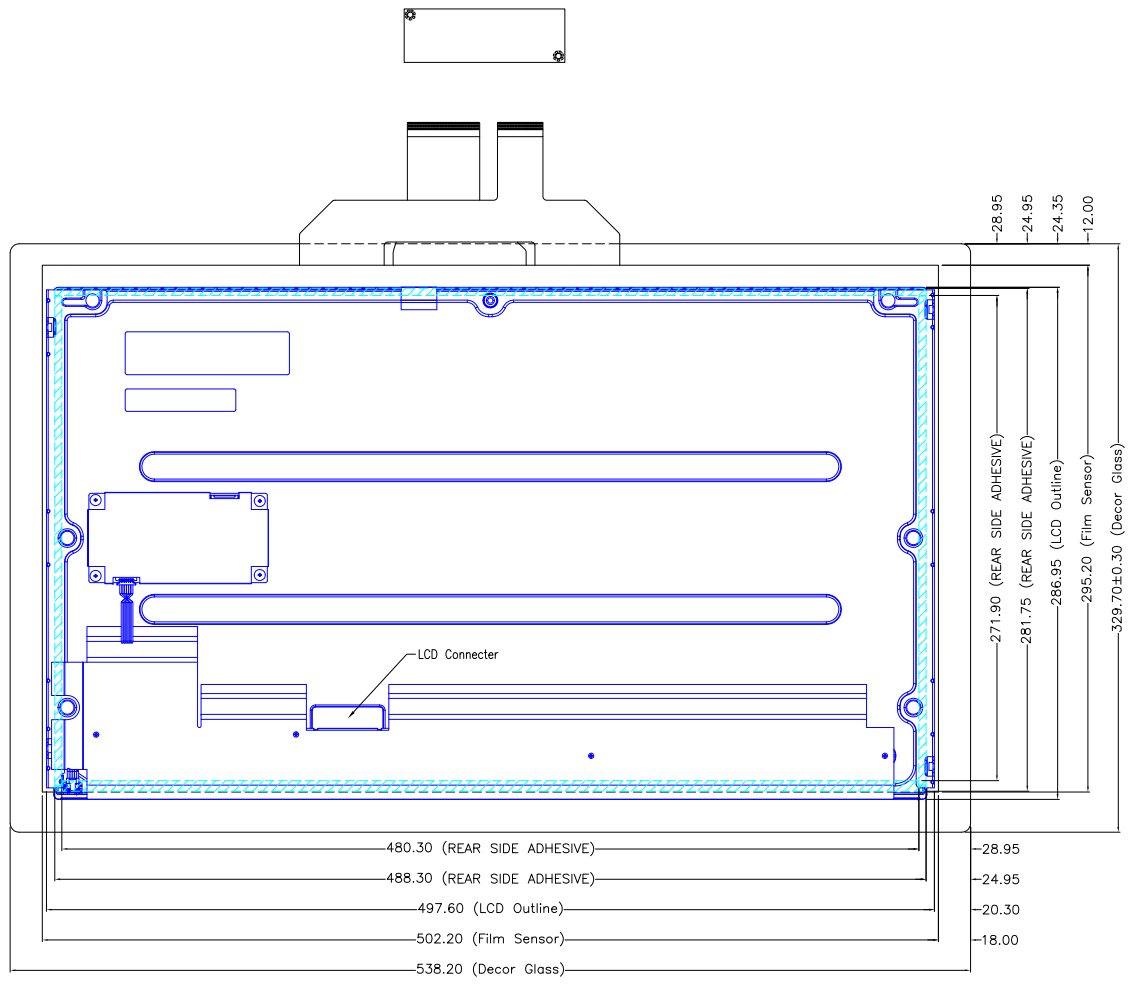 28.95
24.95
24.35
12.00
271.90 (REAR SIDE ADHESIVE)
281.75 (REAR SIDE ADHESIVE)
286.95 (LCD Outline)
295.20 (Film Sensor)
329.70±0.30 (Decor Glass)
LCD Connecter
480.30 (REAR SIDE ADHESIVE)
28.95
488.30 (REAR SIDE ADHESIVE)
24.95
497.60 (LCD Outline)
20.30
502.20 (Film Sensor)
18.00
538.20 (Decor Glass)